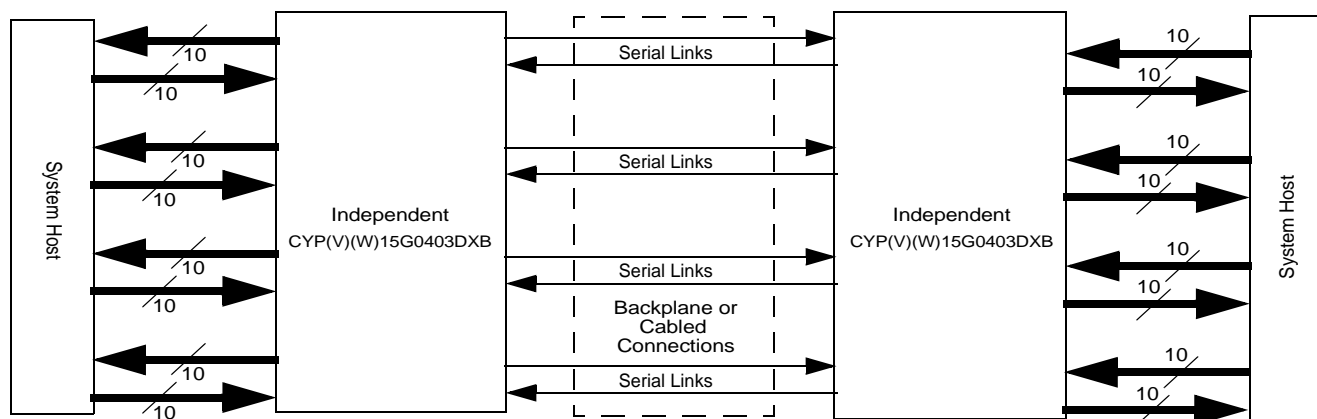 10
10
10
10
10
10
10
10
System Host
Independent
CYP(V)(W)15G0403DXB
Serial Links
Serial Links
Serial Links
Backplane or
Cabled
Connections
Serial Links
Independent
CYP(V)(W)15G0403DXB
10
10
10
10
10
10
10
10
System Host